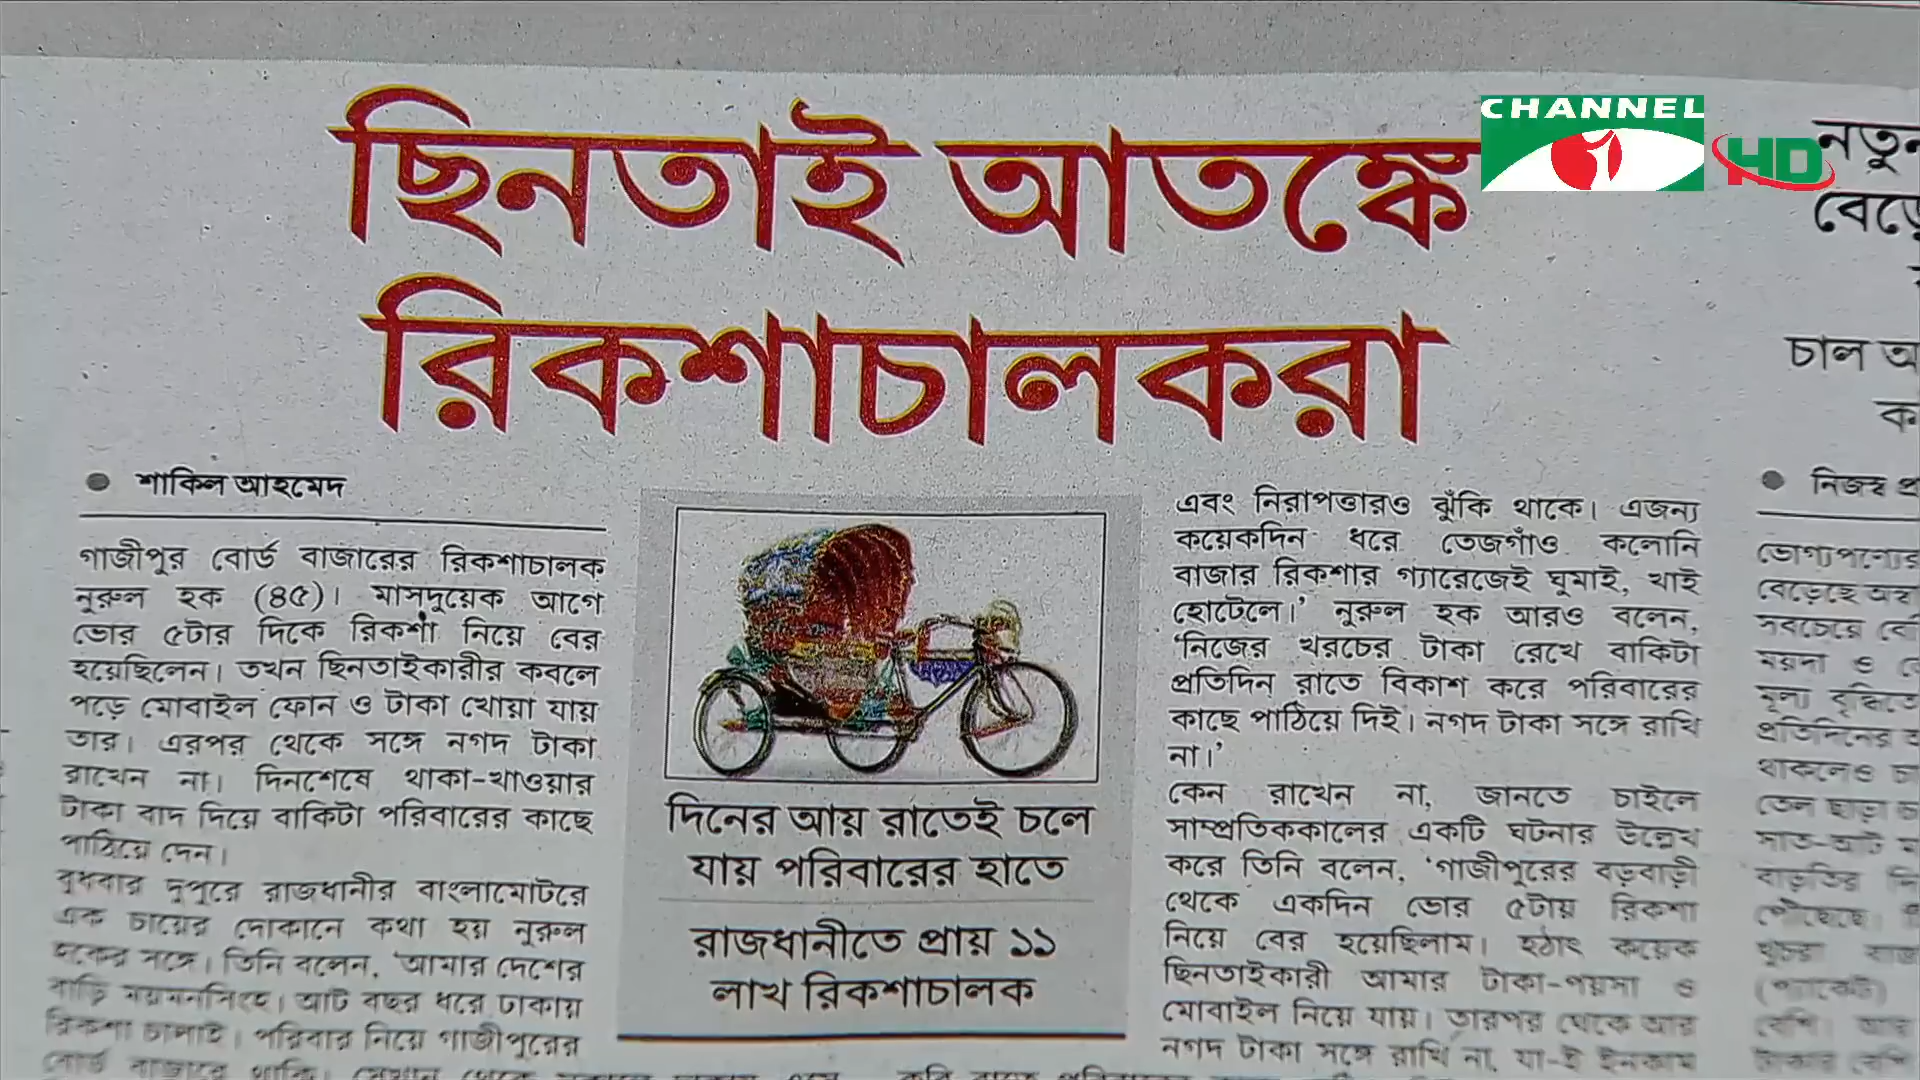 CHANNEL
HD
ছিনতাই আতঙ্কে
রিকশাচালকরা
শাকিল আহমেদ
গাজীপুর বোর্ড বাজারের রিকশাচালক
নুরুল হক (৪৫)। মাসদুয়েক আগে
ভোর ৫টার দিকে রিকশা নিয়ে বের
হয়েছিলেন। তখন ছিনতাইকারীর কবলে
পড়ে মোবাইল ফোন ও টাকা খোয়া যায়
তার। এরপর থেকে সঙ্গে নগদ টাকা
রাখেন না। দিনশেষে থাকা-খাওয়ার
টাকা বাদ দিয়ে বাকিটা পরিবারের কাছে
পাঠিয়ে দেন।
বুধবার দুপুরে রাজধানীর বাংলামোটরে
এক চায়ের দোকানে কথা হয় নুরুল
হকের সঙ্গে। তিনি বলেন, 'আমার দেশের
বাড়ি ময়মনসিংহে। আট বছর ধরে ঢাকায়
রিকশা চালাই। পরিবার নিয়ে গাজীপুরের
বোর্ড বাজারে থাকি।
দিনের আয় রাতেই চলে
যায় পরিবারের হাতে
রাজধানীতে প্রায় ১১
লাখ রিকশাচালক
এবং নিরাপত্তারও ঝুঁকি থাকে। এজন্য
কয়েকদিন ধরে তেজগাঁও কলোনি
বাজার রিকশার গ্যারেজেই ঘুমাই, খাই
হোটেলে।' নুরুল হক আরও বলেন,
'নিজের খরচের টাকা রেখে বাকিটা
প্রতিদিন রাতে বিকাশ করে পরিবারের
কাছে পাঠিয়ে দিই। নগদ টাকা সঙ্গে রাখি
না।'
কেন রাখেন না, জানতে চাইলে
সাম্প্রতিককালের একটি ঘটনার উল্লেখ
করে তিনি বলেন, 'গাজীপুরের বড়বাড়ী
থেকে একদিন ভোর ৫টায় রিকশা
নিয়ে বের হয়েছিলাম। হঠাৎ কয়েক
ছিনতাইকারী আমার টাকা-পয়সা ও
মোবাইল নিয়ে যায়। তারপর থেকে আর
নগদ টাকা সঙ্গে রাখি না, যা-ই ইনকাম
চাল
ভোগ্যপণ্যের
বেড়েছে
ময়দা ও
মূল্য বৃদ্ধিতে
প্রতিদিনের
থাকলেও
তেল ছাড়া